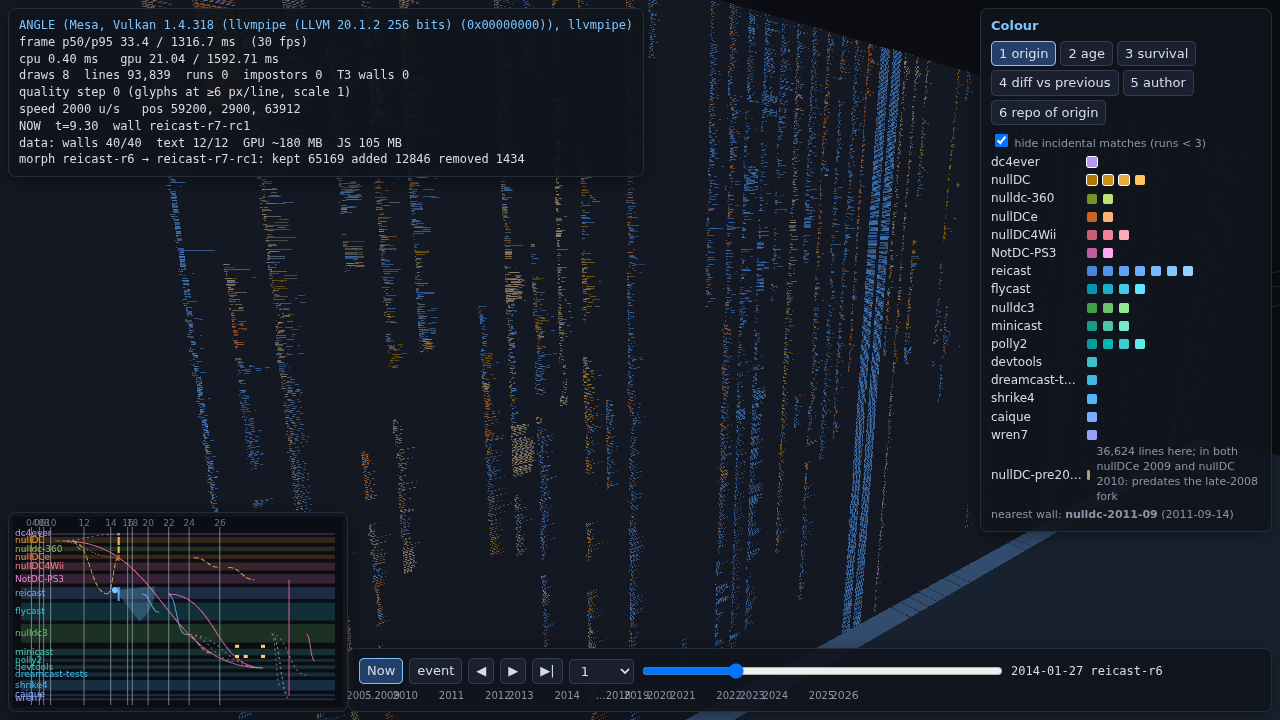 ANGLE (Mesa, Vulkan 1.4.318 (llvmpipe (LLVM 20.1.2 256 bits) (0x00000000)), llvmpipe)
frame p50/p95 33.4 / 1316.7 ms (30 fps)
cpu 0.40 ms gpu 21.04 / 1592.71 ms
draws 8 lines 93,839 runs 0 impostors 0 T3 walls 0
quality step 0 (glyphs at ≥6 px/line, scale 1)
speed 2000 u/s pos 59200, 2900, 63912
NOW t=9.30 wall reicast-r7-rc1
data: walls 40/40 text 12/12 GPU ~180 MB JS 105 MB
morph reicast-r6 → reicast-r7-rc1: kept 65169 added 12846 removed 1434
Colour
1 origin
2 age
3 survival
4 diff vs previous
5 author
6 repo of origin
hide incidental matches (runs < 3)
dc4ever
nullDC
nulldc-360
nullDCe
nullDC4Wii
NotDC-PS3
reicast
flycast
nulldc3
minicast
polly2
devtools
dreamcast-t...
shrike4
caique
wren7
nullDC-pre20...
36,624 lines here; in both
nullDCe 2009 and nullDC
2010: predates the late-2008
fork
nearest wall: nulldc-2011-09 (2011-09-14)
10 12 14 18 20 22 24 26
dc4ever
nullDC
nulldc-360
nullDCe
nullDC4Wii
NotDC-PS3
reicast
flycast
nulldc3
minicast
polly2
devtools
dreamcast-tests
shrike4
caique
wren7
Now
event
◀
▶
▶|
1
2014-01-27 reicast-r6
2005 2010 2011 2012 2013 2014 2020 2021 2022 2023 2024 2025 2026